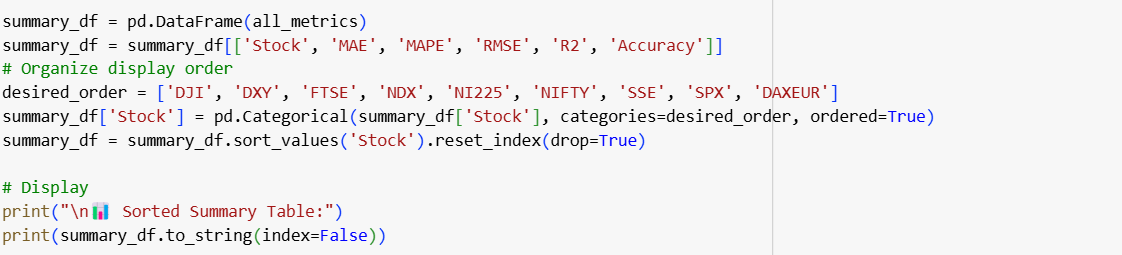 summary_df = pd.DataFrame(all_metrics)
summary_df = summary_df[['Stock', 'MAE', 'MAPE', 'RMSE', 'R2', 'Accuracy']]
# Organize display order
desired_order = ['DJI', 'DXY', 'FTSE', 'NDX', 'NI225', 'NIFTY', 'SSE', 'SPX', 'DAXEUR']
summary_df['Stock'] = pd.Categorical(summary_df['Stock'], categories=desired_order, ordered=True)
summary_df = summary_df.sort_values('Stock').reset_index(drop=True)
# Display
print("\n📊 Sorted Summary Table:")
print(summary_df.to_string(index=False))